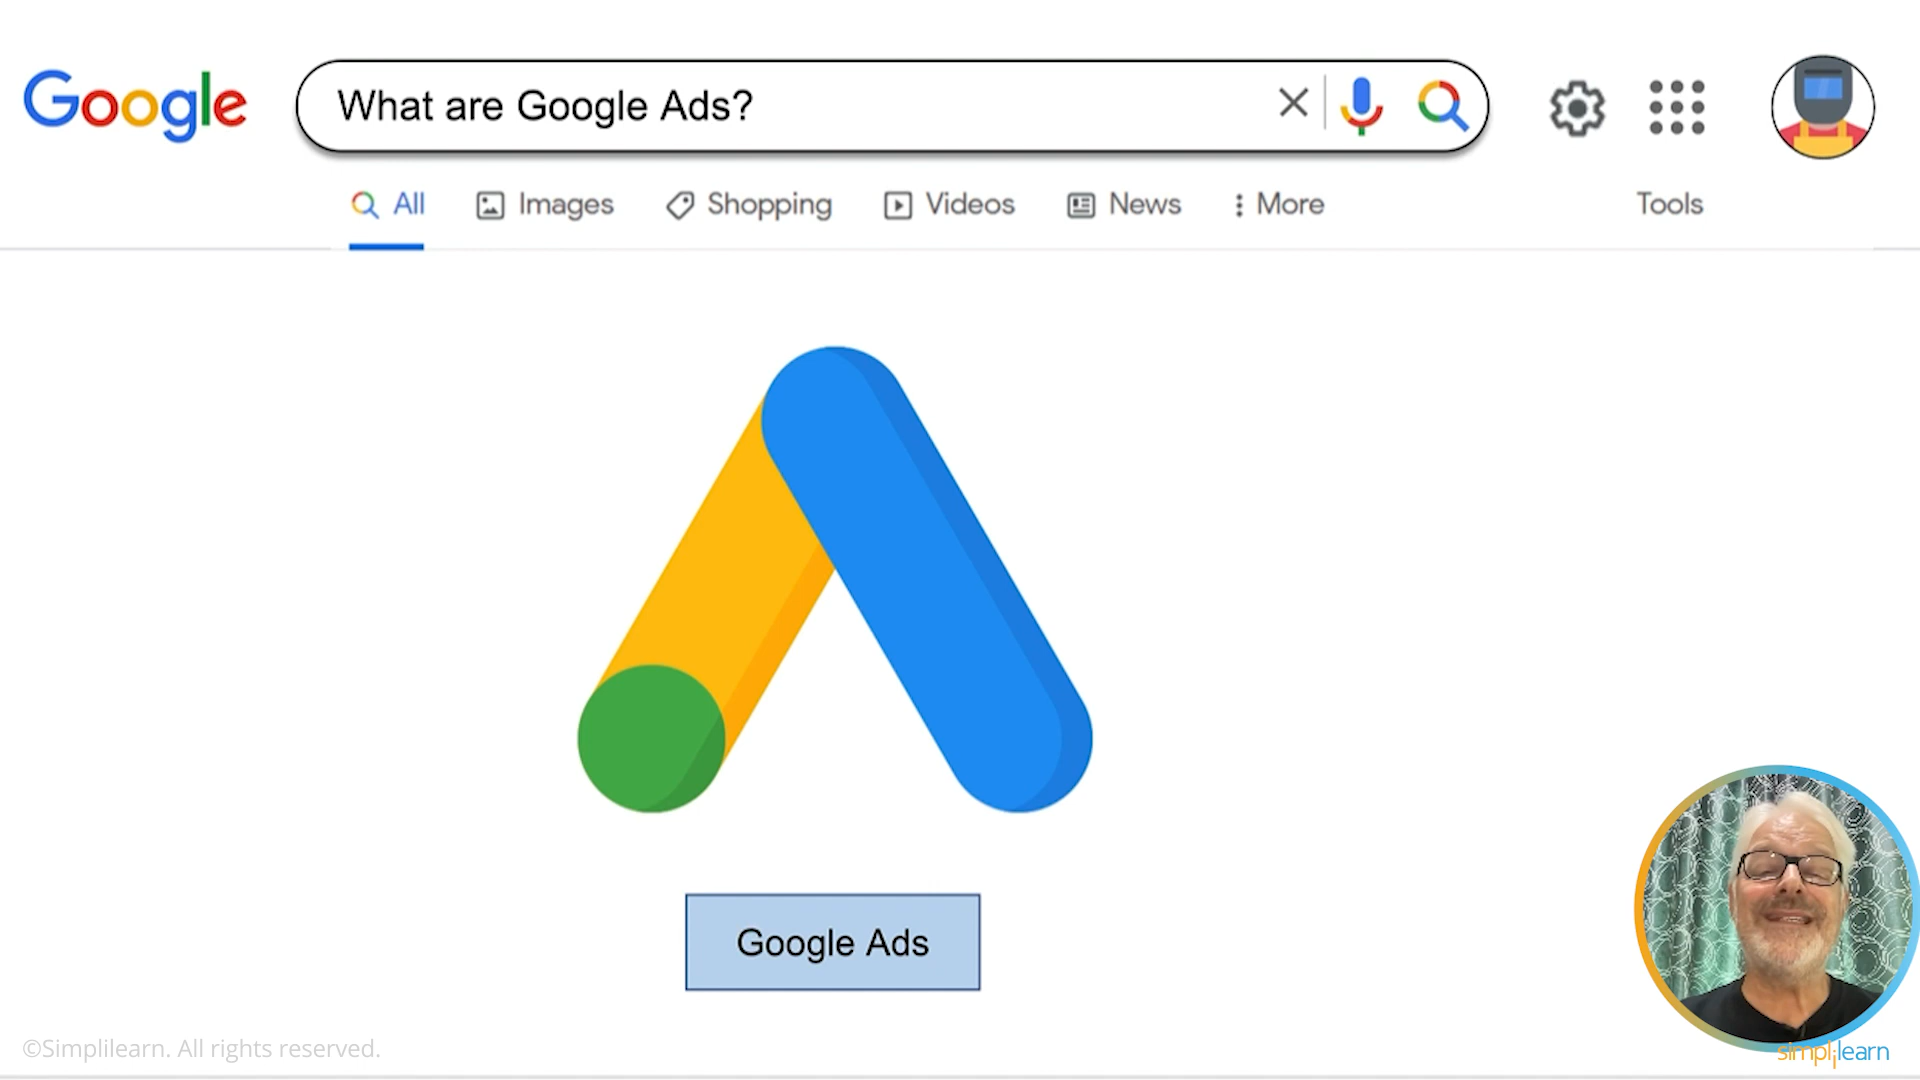 Google
What are Google Ads?
All Images Shopping Videos News More Tools
Google Ads
©Simplilearn. All rights reserved.
simplilearn